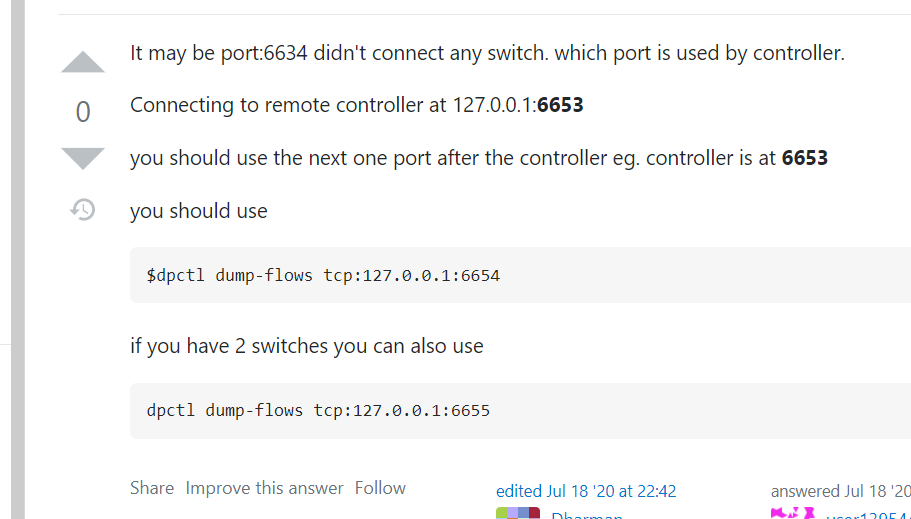 It may be port:6634 didn't connect any switch. which port is used by controller.
0
Connecting to remote controller at 127.0.0.1:6653
you should use the next one port after the controller eg. controller is at 6653
you should use
$dpctl dump-flows tcp:127.0.0.1:6654
if you have 2 switches you can also use
dpctl dump-flows tcp:127.0.0.1:6655
Share Improve this answer Follow
edited Jul 18 '20 at 22:42
answered Jul 18 '20
Dharman